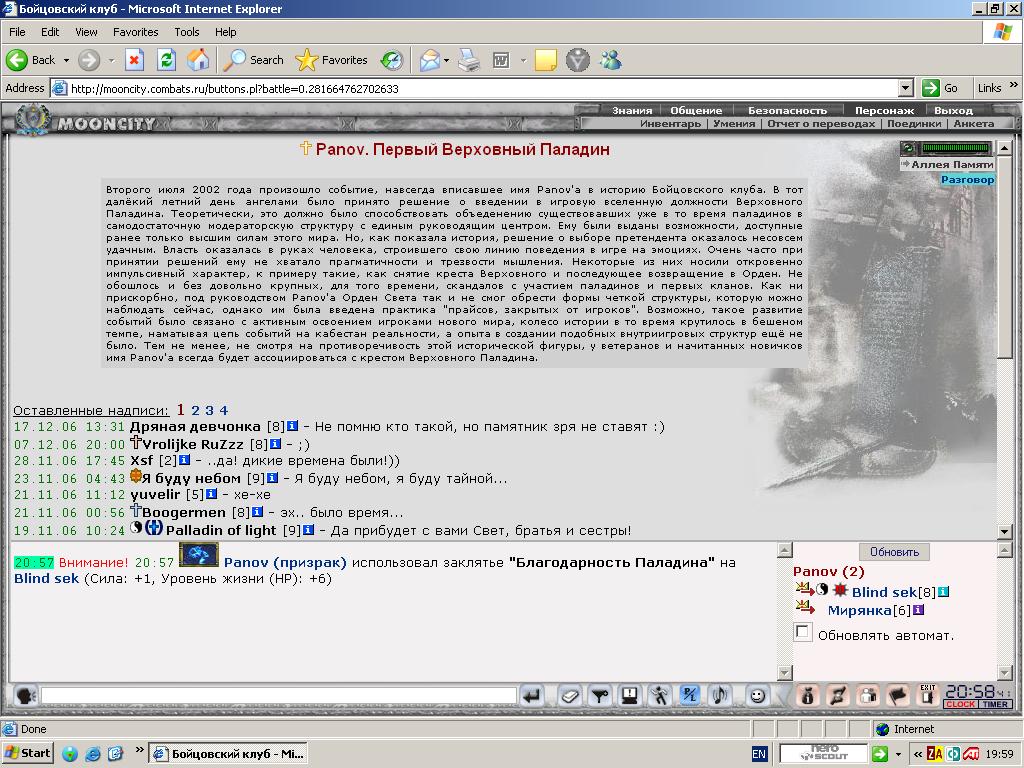 Бойцовский клуб - Microsoft Internet Explorer
File Edit View Favorites Tools Help
Back Search Favorites
Address http://mooncity.combats.ru/buttons.pl?battle=0.281664762702633 Go Links
MOONCITY
Знания Общение Безопасность Персонаж Выход
Инвентарь | Умения | Отчет о переводах | Поединки | Анкета
Panov. Первый Верховный Паладин
Аллея Памяти
Разговор
Второго июля 2002 года произошло событие, навсегда вписавшее имя Panov'a в историю Бойцовского клуба. В тот
далёкий летний день ангелами было принято решение о введении в игровую вселенную должности Верховного
Паладина. Теоретически, это должно было способствовать объеденению существовавших уже в то время паладинов в
самодостаточную модераторскую структуру с единым руководящим центром. Ему были выданы возможности, доступные
ранее только высшим силам этого мира. Но, как показала история, решение о выборе претендента оказалось несовсем
удачным. Власть оказалась в руках человека, строившего свою линию поведения в игре на эмоциях. Очень часто при
принятии решений ему не хватало прагматичности и трезвости мышления. Некоторые из них носили откровенно
импульсивный характер, к примеру такие, как снятие креста Верховного и последующее возвращение в Орден. Не
обошлось и без довольно крупных, для того времени, скандалов с участием паладинов и первых кланов. Как ни
прискорбно, под руководством Panov'a Орден Света так и не смог обрести формы четкой структуры, которую можно
наблюдать сейчас, однако им была введена практика "прайсов, закрытых от игроков". Возможно, такое развитие
событий было связано с активным освоением игроками нового мира, колесо истории в то время крутилось в бешеном
темпе, наматывая цепь событий на кабестан реальности, а опыта в создании подобных внутриигровых структур ещё не
было. Тем не менее, не смотря на противоречивость этой исторической фигуры, у ветеранов и начитанных новичков
имя Panov'a всегда будет ассоциироваться с крестом Верховного Паладина.
Оставленные надписи: 1 2 3 4
17.12.06 13:31 Дряная девчонка [8] - Не помню кто такой, но памятник зря не ставят :)
07.12.06 20:00 Vrolijke RuZzz [8] - ;)
28.11.06 17:45 Xsf [2] - ..да! дикие времена были!))
23.11.06 04:43 Я буду небом [9] - Я буду небом, я буду тайной...
21.11.06 11:12 yuvelir [5] - хе-хе
21.11.06 00:56 Boogermen [8] - эх.. было время...
19.11.06 10:24 Palladin of light [9] - Да прибудет с вами Свет, братья и сестры!
20:57 Внимание! 20:57 Panov (призрак) использовал заклятье "Благодарность Паладина" на
Blind sek (Сила: +1, Уровень жизни (HP): +6)
Обновить
Panov (2)
Blind sek[8]
Мирянка[6]
Обновлять автомат.
EXIT
20:58
CLOCK TIMER
Done Internet
Start Бойцовский клуб - Mi... EN nero SCOUT 19:59